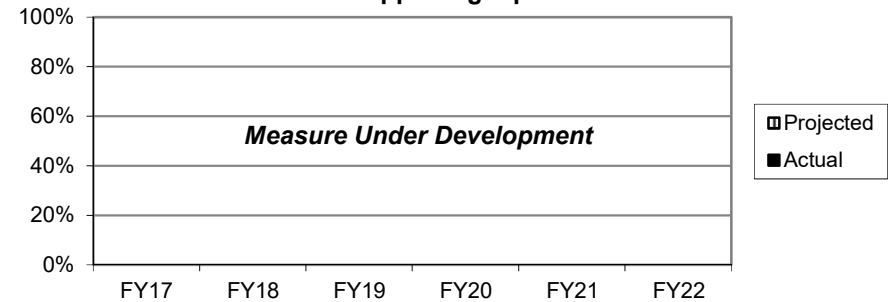 100%
80%
60%
40%
20%
0%
Measure Under Development
Projected
Actual
FY17 FY18 FY19 FY20 FY21 FY22